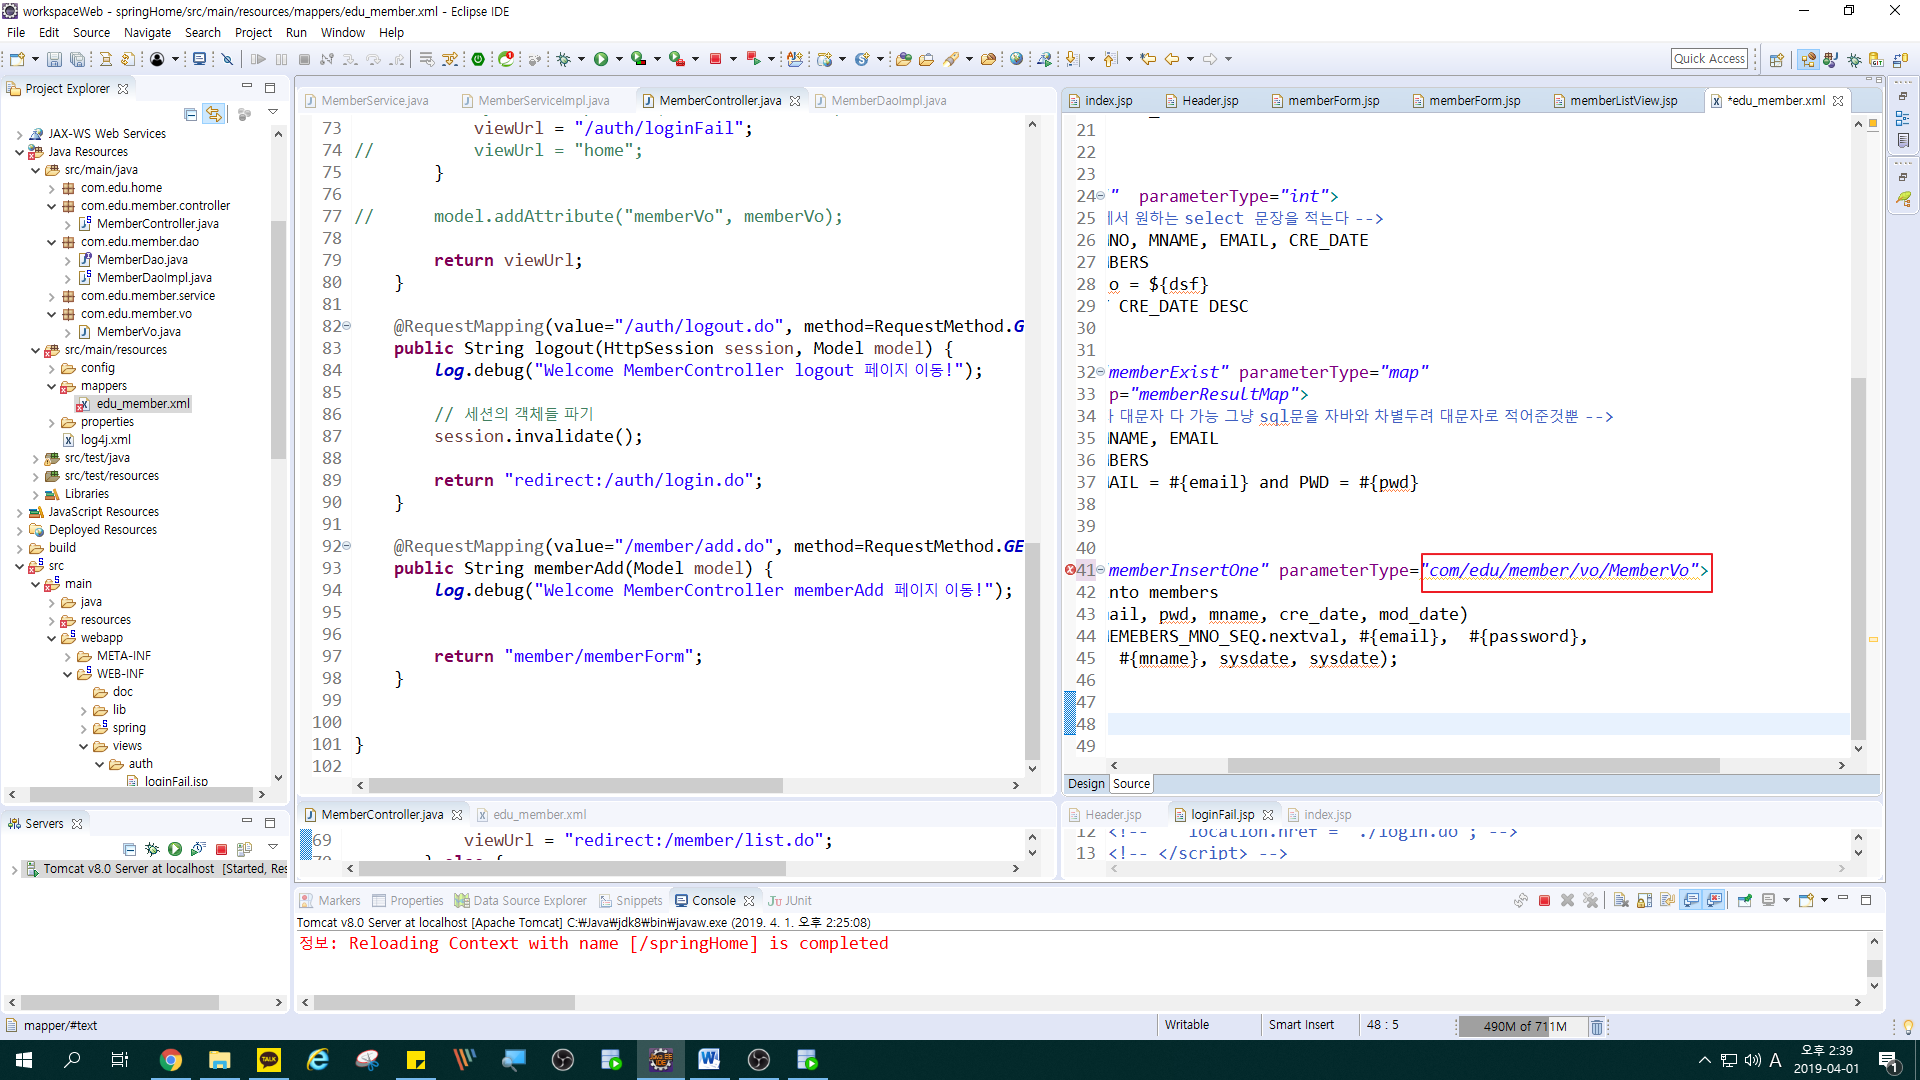 workspaceWeb - springHome/src/main/resources/mappers/edu_member.xml - Eclipse IDE
File Edit Source Navigate Search Project Run Window Help
Quick Access
Project Explorer
JAX-WS Web Services
Java Resources
src/main/java
com.edu.home
com.edu.member.controller
MemberController.java
com.edu.member.dao
MemberDao.java
MemberDaoImpl.java
com.edu.member.service
com.edu.member.vo
MemberVo.java
src/main/resources
config
mappers
edu_member.xml
properties
log4j.xml
src/test/java
src/test/resources
Libraries
JavaScript Resources
Deployed Resources
build
src
main
java
resources
webapp
META-INF
WEB-INF
doc
lib
spring
views
auth
loginFail.jsp
Servers
Tomcat v8.0 Server at localhost [Started, Res
MemberService.java MemberServiceImpl.java MemberController.java MemberDaoImpl.java
73 viewUrl = "/auth/loginFail";
74 // viewUrl = "home";
75 }
76
77 // model.addAttribute("memberVo", memberVo);
78
79 return viewUrl;
80 }
81
82 @RequestMapping(value="/auth/logout.do", method=RequestMethod.G
83 public String logout(HttpSession session, Model model) {
84 log.debug("Welcome MemberController logout 페이지 이동!");
85
86 // 세션의 객체들 파기
87 session.invalidate();
88
89 return "redirect:/auth/login.do";
90 }
91
92 @RequestMapping(value="/member/add.do", method=RequestMethod.GE
93 public String memberAdd(Model model) {
94 log.debug("Welcome MemberController memberAdd 페이지 이동!");
95
96
97 return "member/memberForm";
98 }
99
100
101 }
102
MemberController.java edu_member.xml
69 viewUrl = "redirect:/member/list.do";
70 } else {
index.jsp Header.jsp memberForm.jsp memberForm.jsp memberListView.jsp *edu_member.xml
21
22
23
24 " parameterType="int">
25 에서 원하는 select 문장을 적는다 -->
26 NO, MNAME, EMAIL, CRE_DATE
27 BERS
28 o = ${dsf}
29 CRE_DATE DESC
30
31
32 memberExist" parameterType="map"
33 p="memberResultMap">
34 대문자 다 가능 그냥 sql문을 자바와 차별두려 대문자로 적어준것뿐 -->
35 NAME, EMAIL
36 BERS
37 AIL = #{email} and PWD = #{pwd}
38
39
40
41 memberInsertOne" parameterType="com/edu/member/vo/MemberVo">
42 nto members
43 ail, pwd, mname, cre_date, mod_date)
44 EMEBERS_MNO_SEQ.nextval, #{email}, #{password},
45 #{mname}, sysdate, sysdate);
46
47
48
49
Design Source
Header.jsp loginFail.jsp index.jsp
12 <!-- location.href = "./login.do"; -->
13 <!-- </script> -->
Markers Properties Data Source Explorer Snippets Console JUnit
Tomcat v8.0 Server at localhost [Apache Tomcat] C:₩Java₩jdk8₩bin₩javaw.exe (2019. 4. 1. 오후 2:25:08)
정보: Reloading Context with name [/springHome] is completed
mapper/#text
Writable
Smart Insert
48 : 5
490M of 711M
TALK
A
오후 2:39
2019-04-01
1